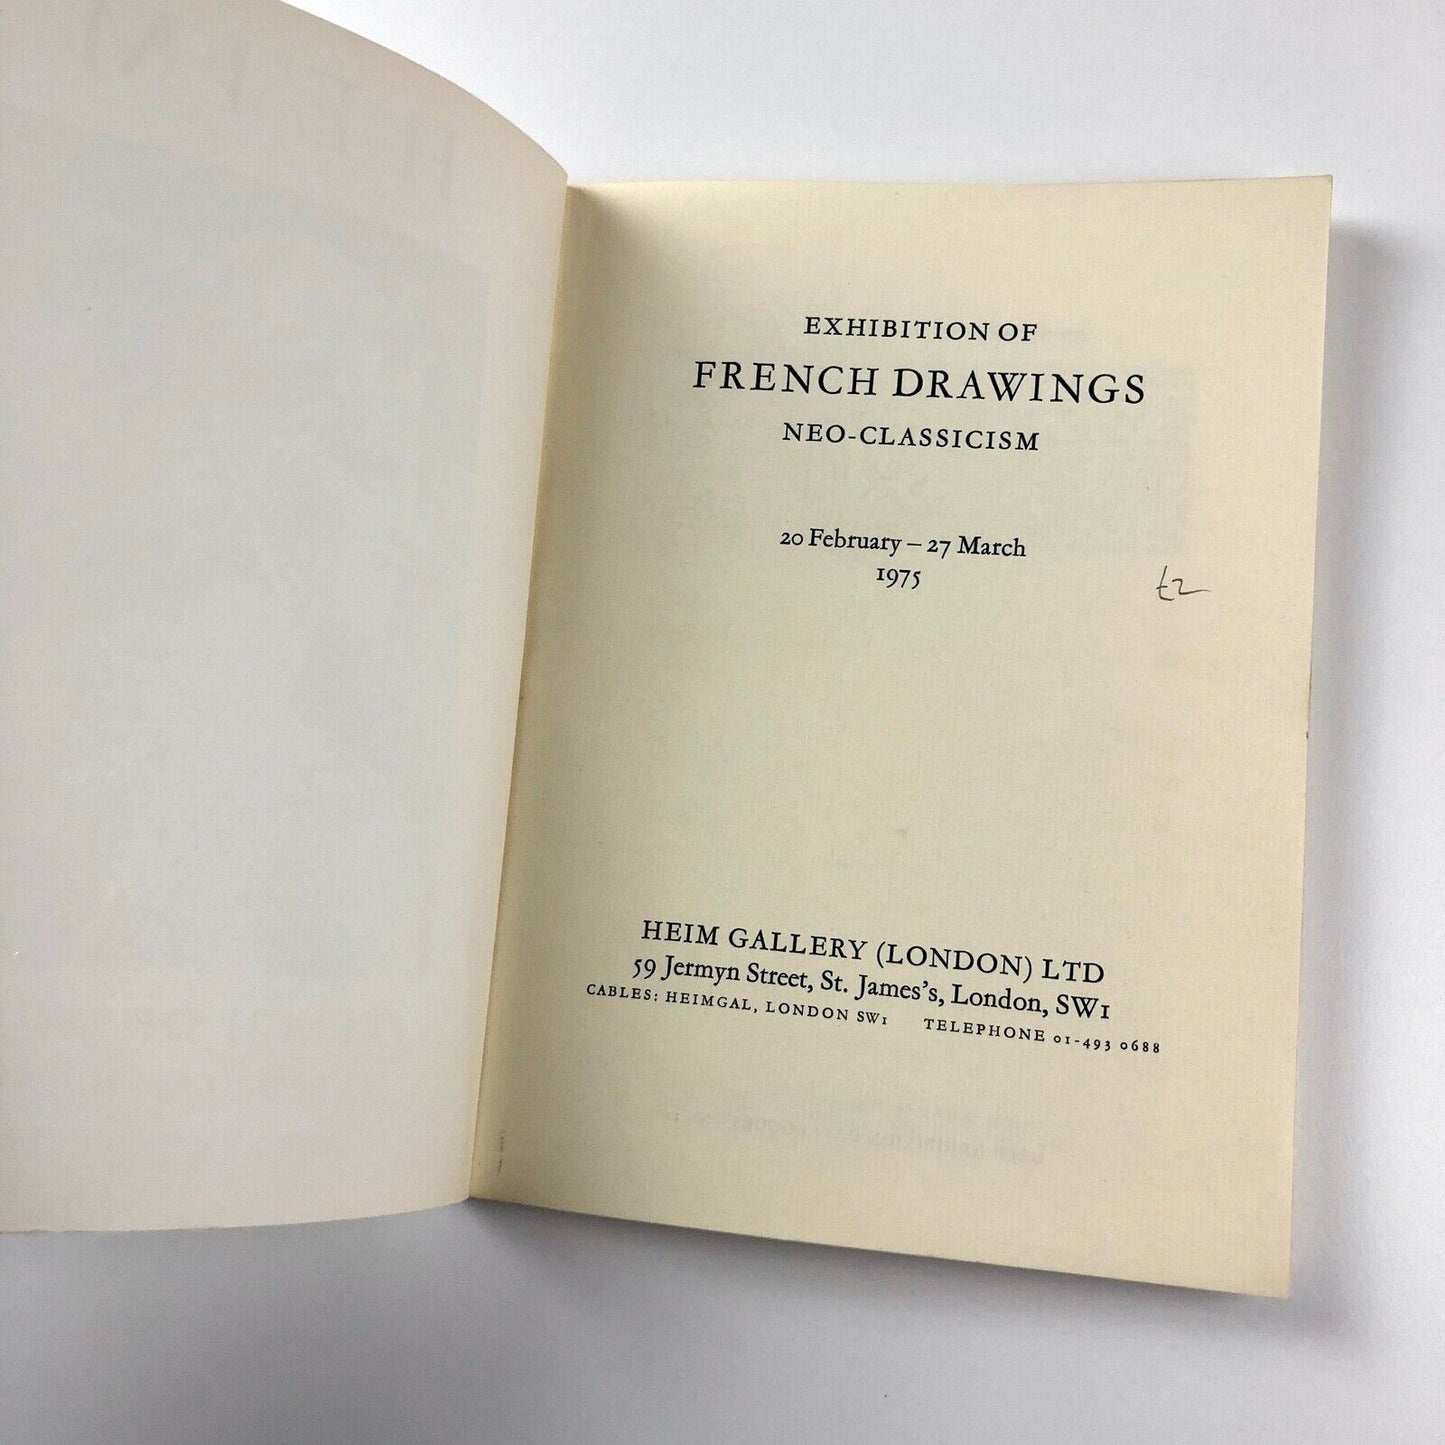 EXHIBITION OF
FRENCH DRAWINGS
NEO-CLASSICISM
20 February – 27 March
1975
£2
HEIM GALLERY (LONDON) LTD
59 Jermyn Street, St. James's, London, SW1
CABLES: HEIMGAL, LONDON SW1 TELEPHONE 01-493 0688